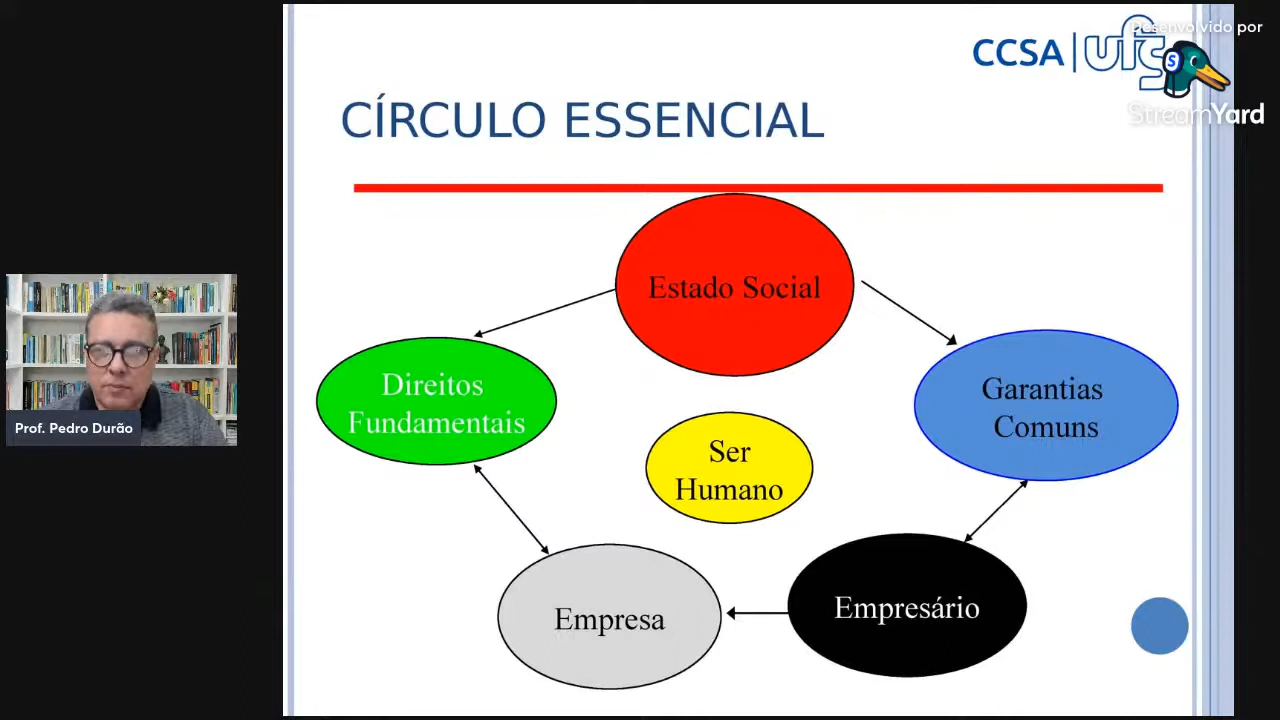 Desenvolvido por
CCSA | ufs
StreamYard
CÍRCULO ESSENCIAL
Estado Social
Direitos
Fundamentais
Garantias
Comuns
Ser
Humano
Empresa
Empresário
Prof. Pedro Durão